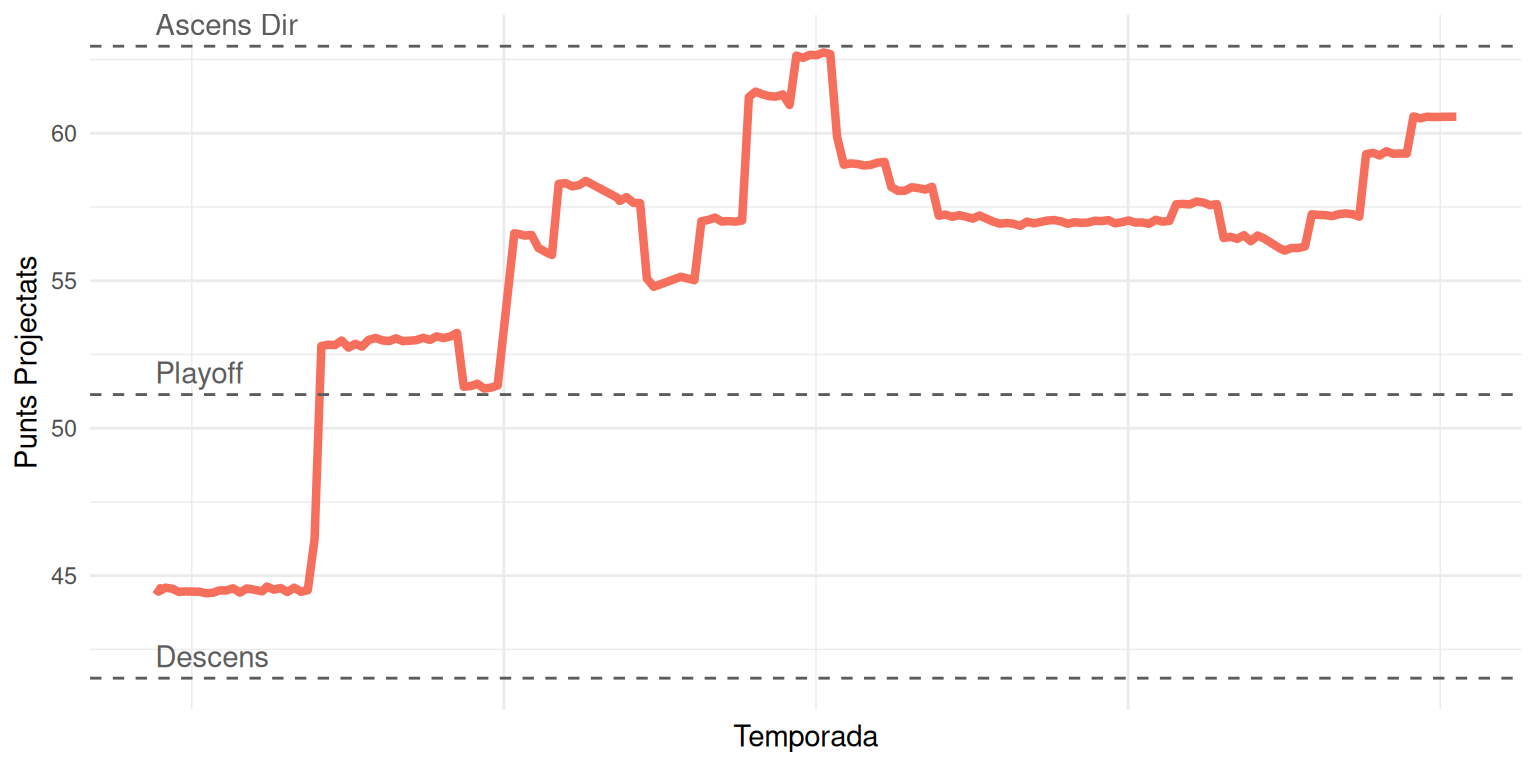 Ascens Dir
60
55
Playoff
50
45
Descens
Punts Projectats
Temporada